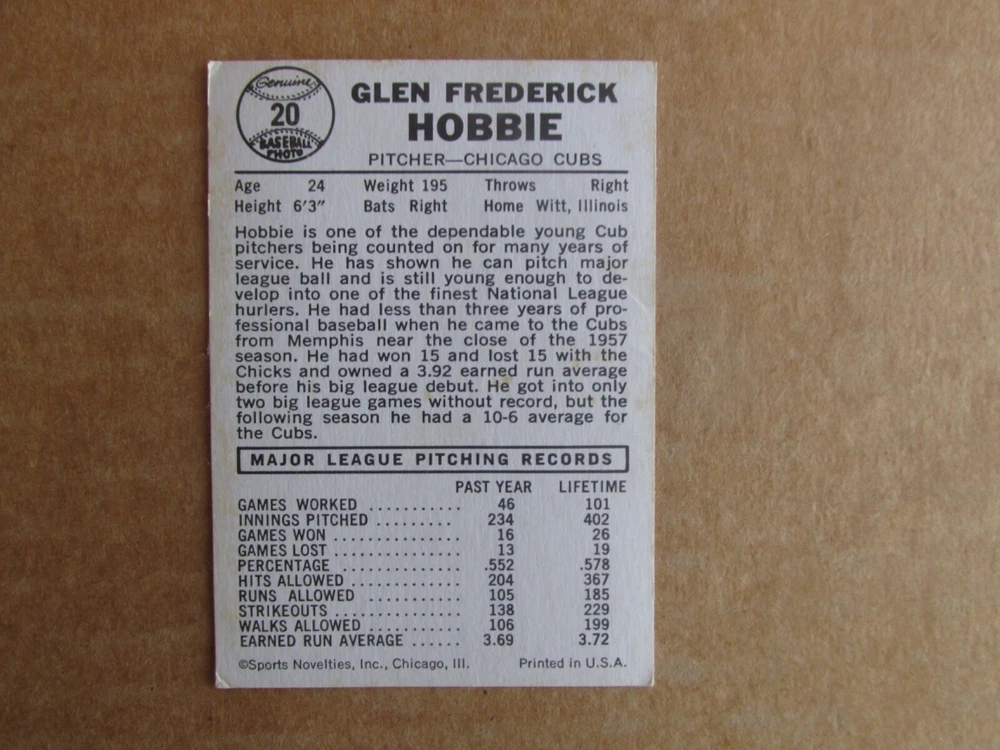 Genuine
20
BASEBALL
PHOTO
GLEN FREDERICK
HOBBIE
PITCHER—CHICAGO CUBS
Age 24 Weight 195 Throws Right
Height 6'3" Bats Right Home Witt, Illinois
Hobbie is one of the dependable young Cub
pitchers being counted on for many years of
service. He has shown he can pitch major
league ball and is still young enough to de-
velop into one of the finest National League
hurlers. He had less than three years of pro-
fessional baseball when he came to the Cubs
from Memphis near the close of the 1957
season. He had won 15 and lost 15 with the
Chicks and owned a 3.92 earned run average
before his big league debut. He got into only
two big league games without record, but the
following season he had a 10-6 average for
the Cubs.
MAJOR LEAGUE PITCHING RECORDS
PAST YEAR LIFETIME
GAMES WORKED ........... 46 101
INNINGS PITCHED ......... 234 402
GAMES WON ............... 16 26
GAMES LOST ............... 13 19
PERCENTAGE .............. .552 .578
HITS ALLOWED ............. 204 367
RUNS ALLOWED ........... 105 185
STRIKEOUTS ............... 138 229
WALKS ALLOWED ........... 106 199
EARNED RUN AVERAGE ...... 3.69 3.72
©Sports Novelties, Inc., Chicago, Ill. Printed in U.S.A.